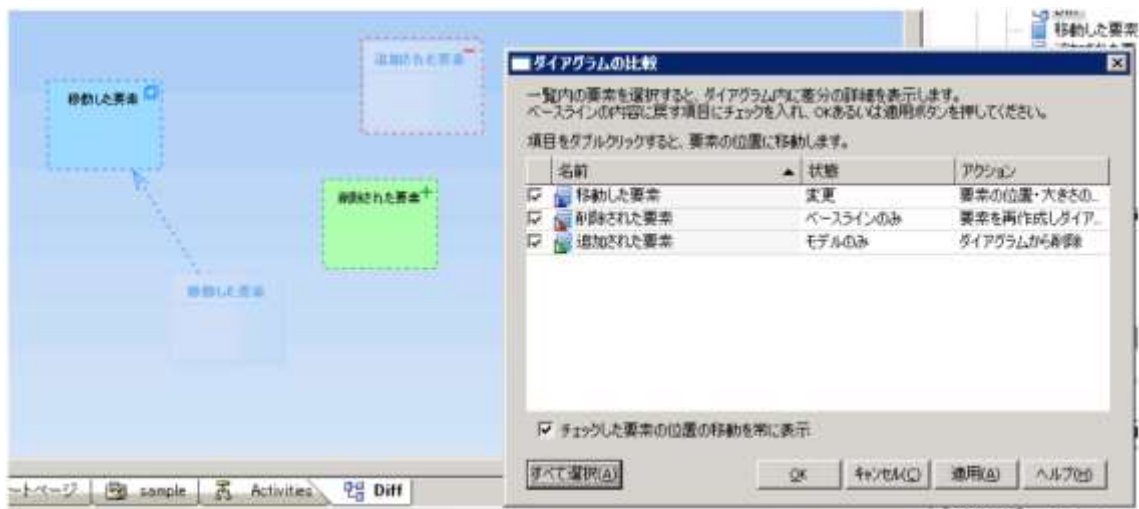 Diff
移動した要素
追加された要素
移動した要素
削除された要素
移動した要素
ダイアグラムの比較
一覧内の要素を選択すると、ダイアグラム内に差分の詳細を表示します。
ベースラインの内容に戻す項目にチェックを入れ、OKあるいは適用ボタンを押してください。
項目をダブルクリックすると、要素の位置に移動します。
名前 状態 アクション
移動した要素 変更 要素の位置・大きさの...
削除された要素 ベースラインのみ 要素を再作成しダイア...
追加された要素 モデルのみ ダイアグラムから削除
チェックした要素の位置の移動を常に表示
すべて選択(A) OK キャンセル(C) 適用(A) ヘルプ(H)
ートページ sample Activities Diff